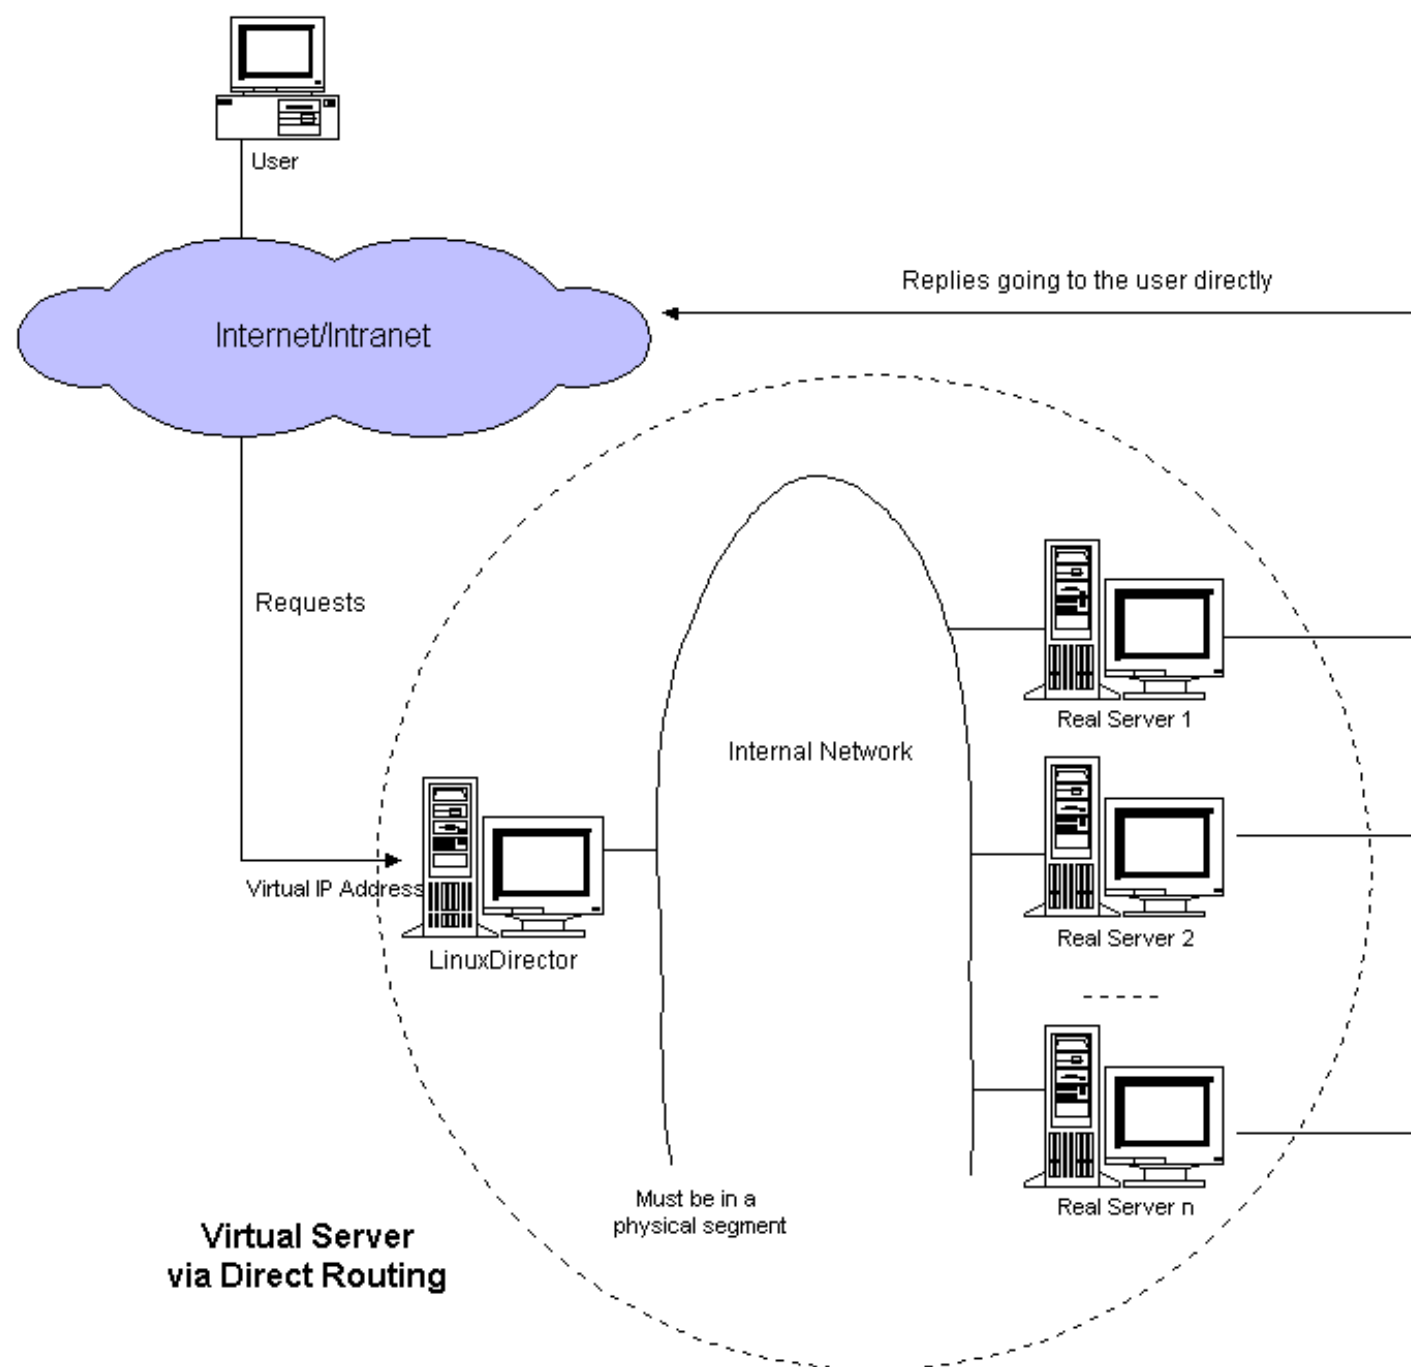 User
Replies going to the user directly
Internet/Intranet
Requests
Real Server 1
Internal Network
Virtual IP Address
Real Server 2
LinuxDirector
Must be in a
physical segment
Real Server n
Virtual Server
via Direct Routing